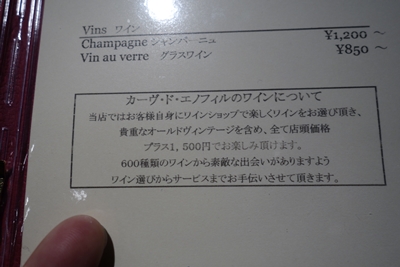 Vins ワイン
Champagne シャンパーニュ ¥1,200 ～
Vin au verre グラスワイン ¥850 ～
カーヴ・ド・エノフィルのワインについて
当店ではお客様自身にワインショップで楽しくワインをお選び頂き、
貴重なオールドヴィンテージを含め、全て店頭価格
プラス1，500円でお楽しみ頂けます。
600種類のワインから素敵な出会いがありますよう
ワイン選びからサービスまでお手伝いさせて頂きます。